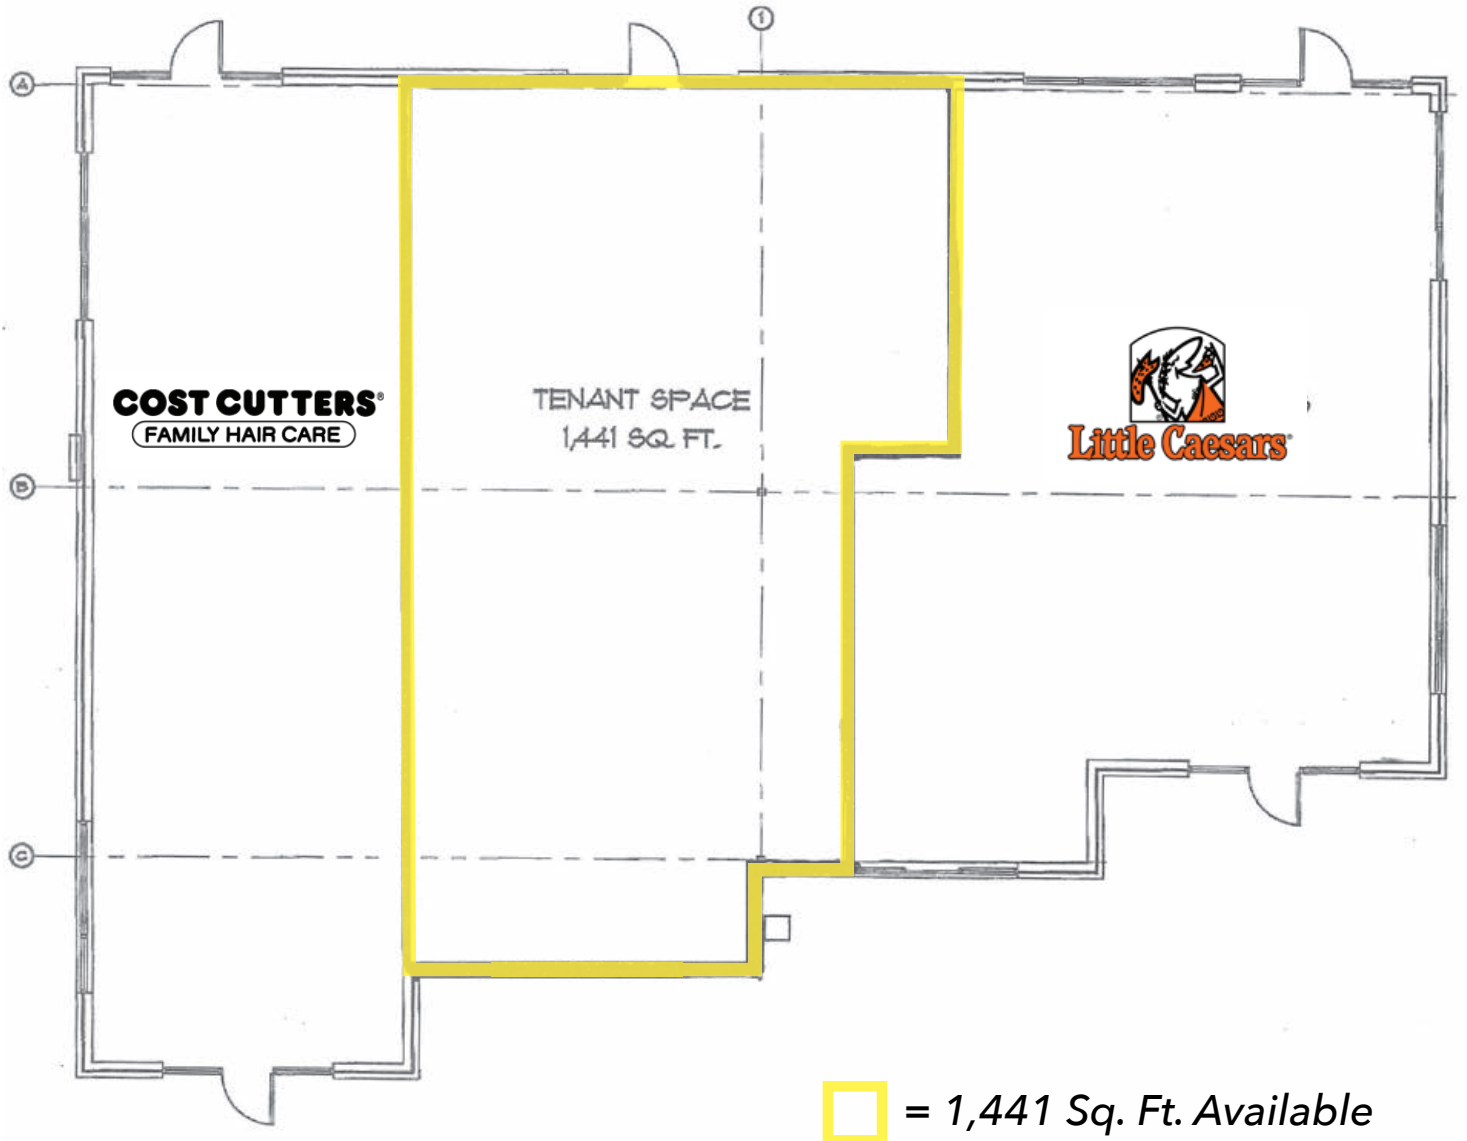 1
A
COST CUTTERS®
FAMILY HAIR CARE
TENANT SPACE
1,441 SQ. FT.
Little Caesars
B
C
= 1,441 Sq. Ft. Available